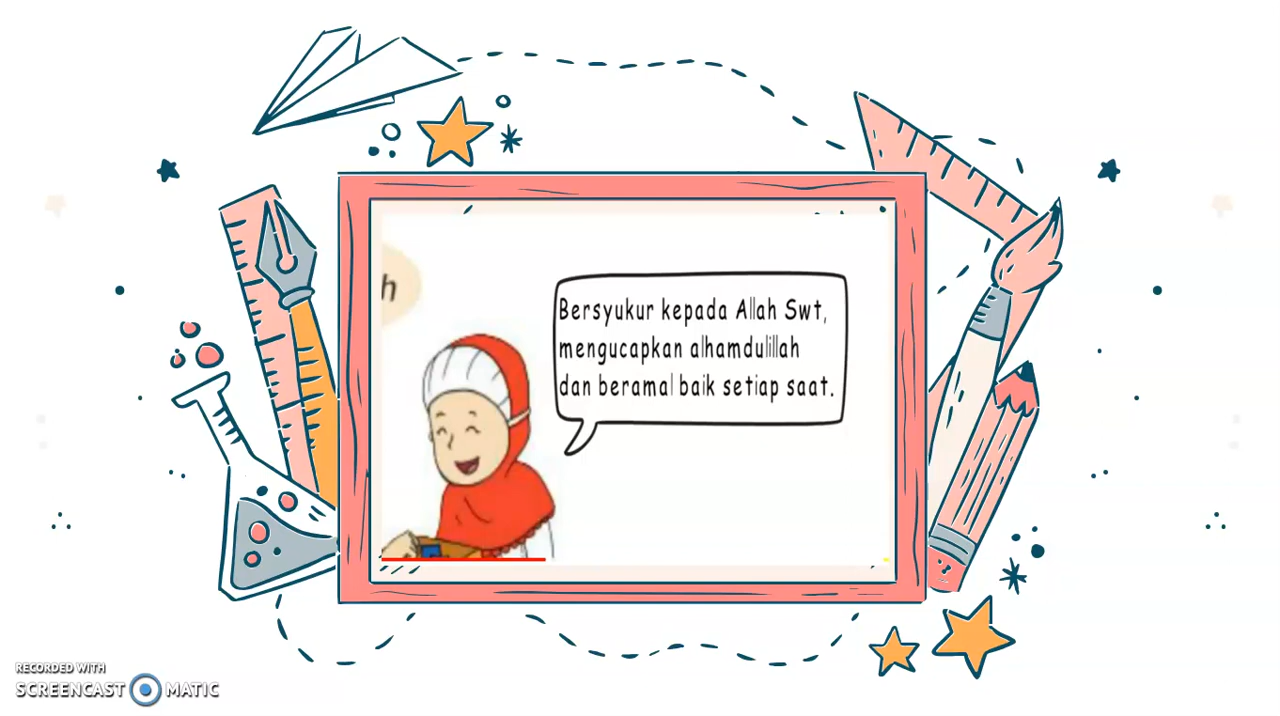 h
Bersyukur kepada Allah Swt,
mengucapkan alhamdulillah
dan beramal baik setiap saat.
RECORDED WITH
SCREENCAST MATIC